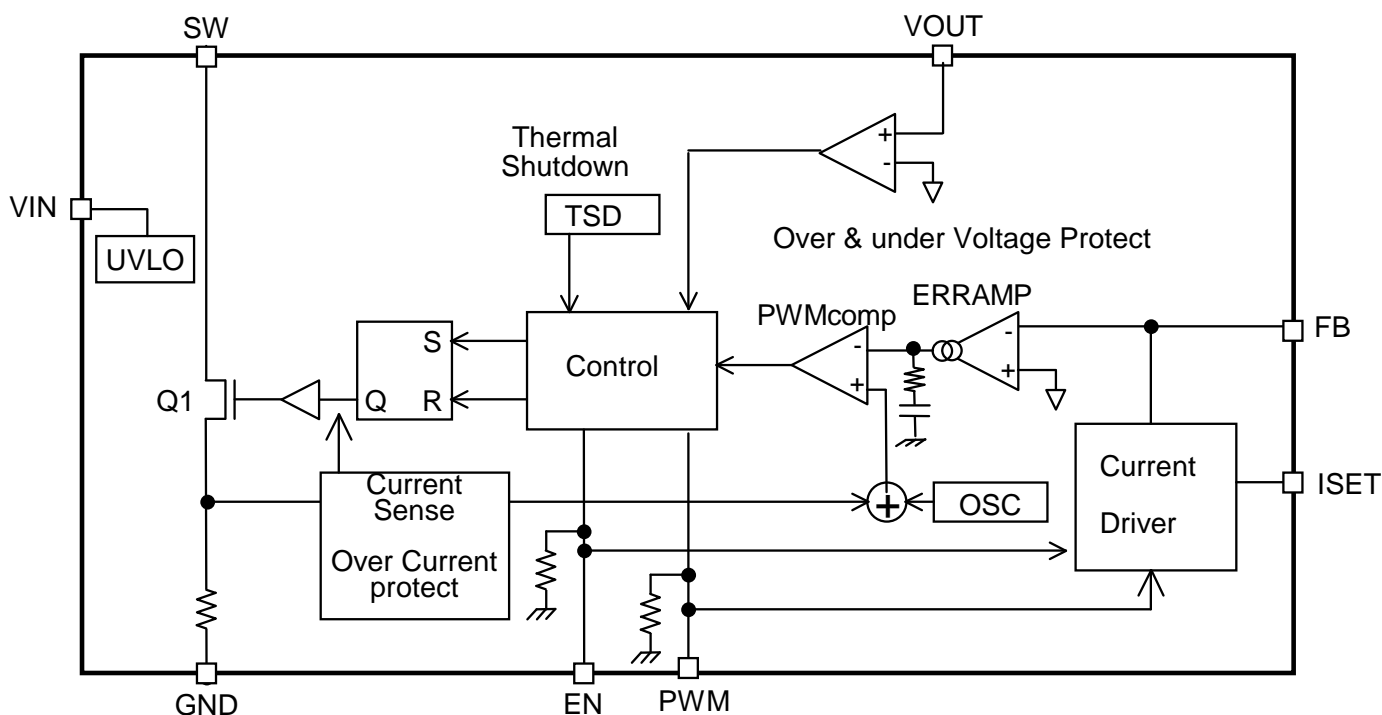 SW
VOUT
Thermal
Shutdown
+
-
VIN
TSD
UVLO
Over & under Voltage Protect
ERRAMP
PWMcomp
FB
S
-
-
Control
+
+
Q1
Q
R
Current
Sense
Current
Driver
ISET
+
OSC
Over Current
protect
GND
EN
PWM